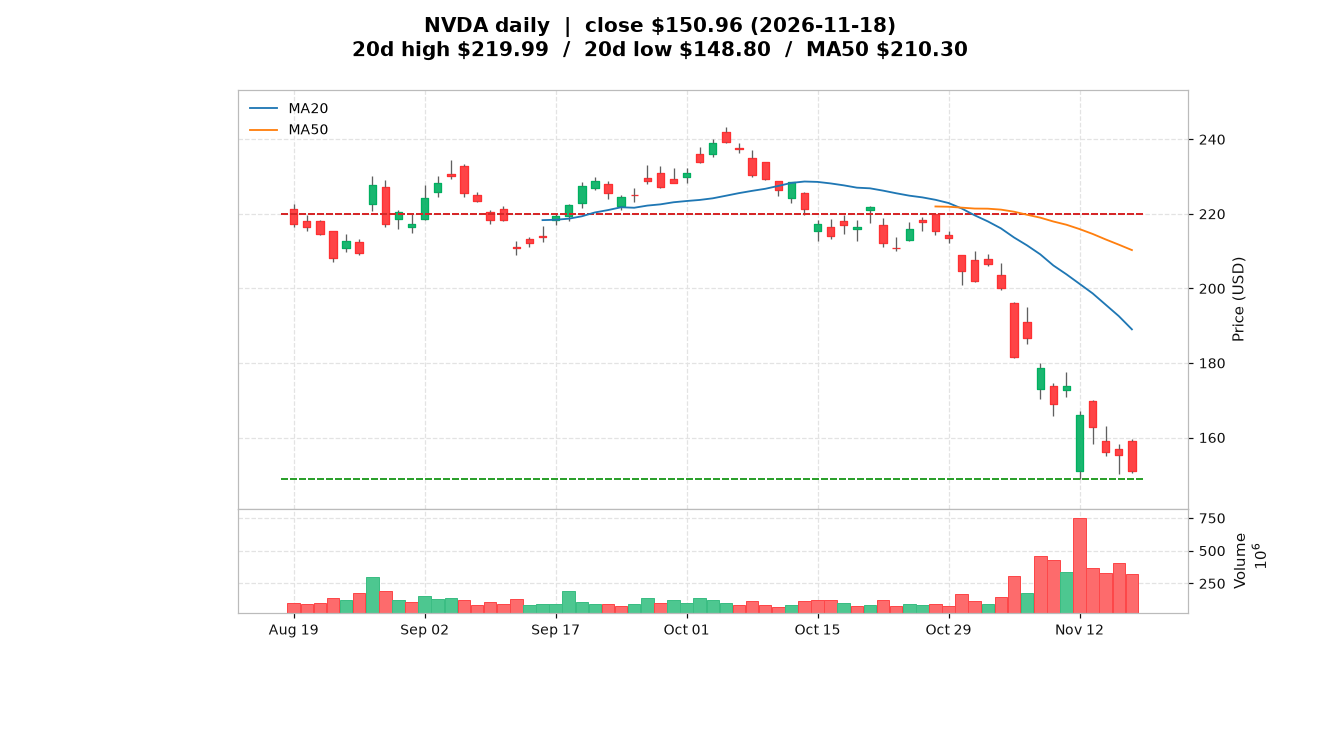 NVDA daily | close $150.96 (2026-11-18)
20d high $219.99 / 20d low $148.80 / MA50 $210.30
MA20
MA50
240
220
200
180
160
Price (USD)
750
500
250
Volume
10⁶
Aug 19
Sep 02
Sep 17
Oct 01
Oct 15
Oct 29
Nov 12